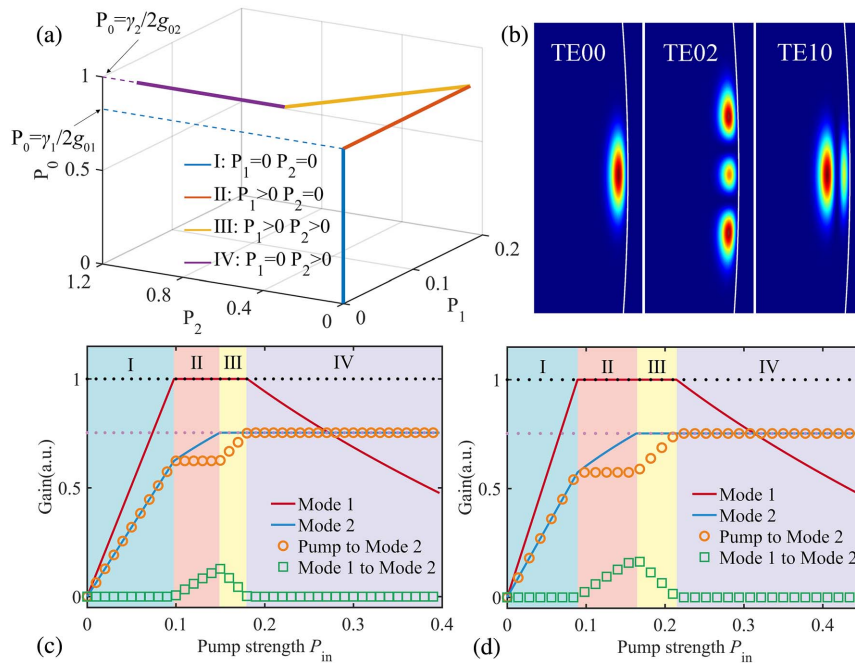 (a)
P0=γ2/2g02
1
P0=γ1/2g01
P0
0.5
0
1.2
0.8
0.4
0
P2
0
0.1
0.2
P1
I: P1=0 P2=0
II: P1>0 P2=0
III: P1>0 P2>0
IV: P1=0 P2>0
(b)
TE00
TE02
TE10
I
II
III
IV
1
0.5
0
Gain(a.u.)
Mode 1
Mode 2
Pump to Mode 2
Mode 1 to Mode 2
0
0.1
0.2
0.3
0.4
Pump strength Pin
(c)
I
II
III
IV
1
0.5
0
Gain(a.u.)
Mode 1
Mode 2
Pump to Mode 2
Mode 1 to Mode 2
0
0.1
0.2
0.3
0.4
Pump strength Pin
(d)